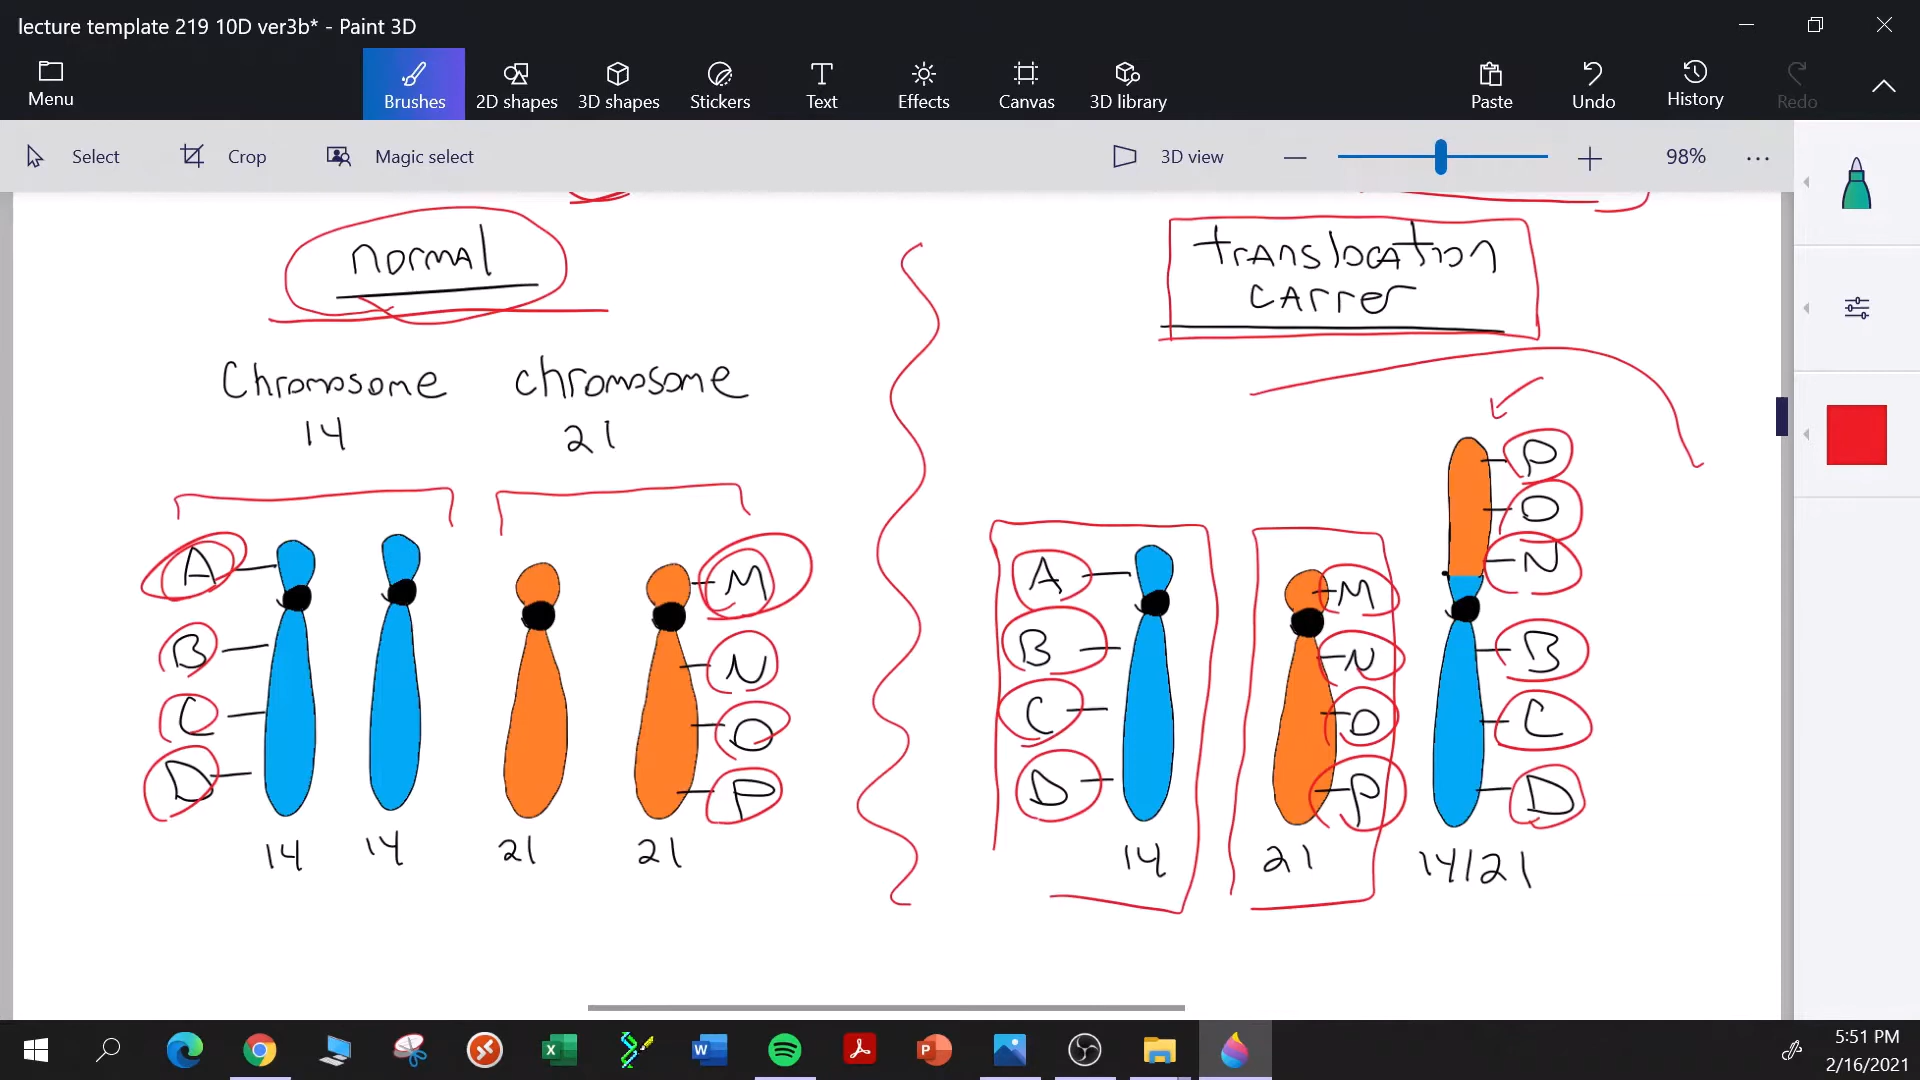 lecture template 219 10D ver3b* - Paint 3D
Menu
Brushes
2D shapes
3D shapes
Stickers
Text
Effects
Canvas
3D library
Paste
Undo
History
Redo
Select
Crop
Magic select
3D view
98%
normal
Chromosome
14
chromosome
21
A
B
C
D
M
N
O
P
14
14
21
21
translocation
carrer
A
B
C
D
M
N
O
P
P
O
N
B
C
D
14
21
14/21
5:51 PM
2/16/2021